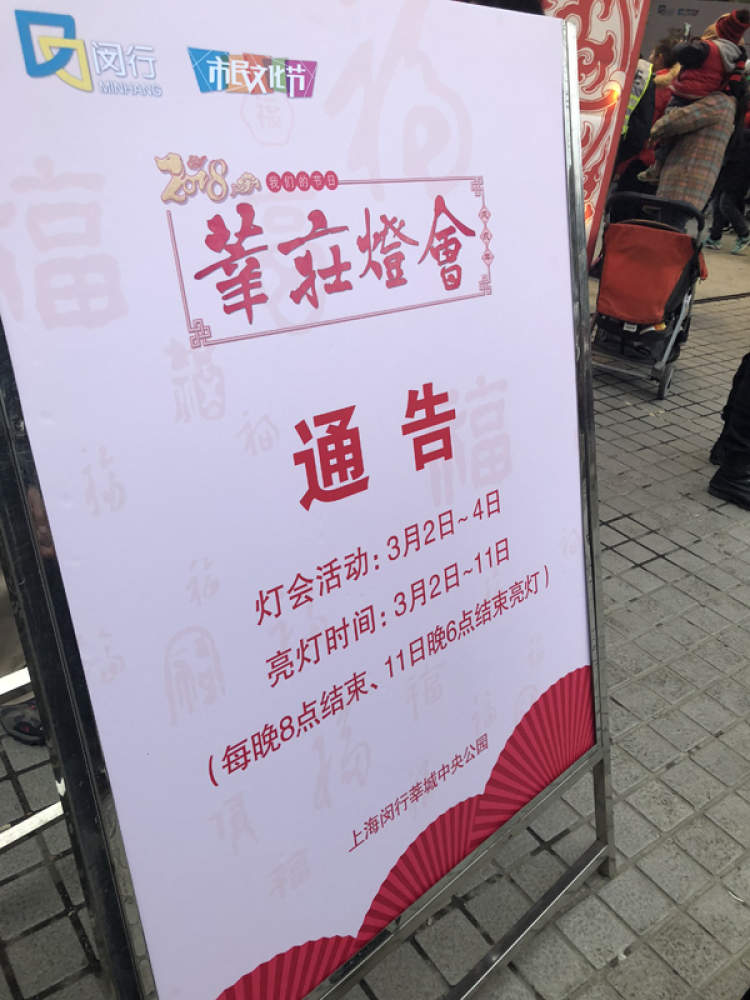 闵行
MINHANG
市民文化节
2018 我们的节日
莘莊燈會
通告
灯会活动：3月2日~4日
亮灯时间：3月2日~11日
（每晚8点结束、11日晚6点结束亮灯）
上海闵行莘城中央公园
福